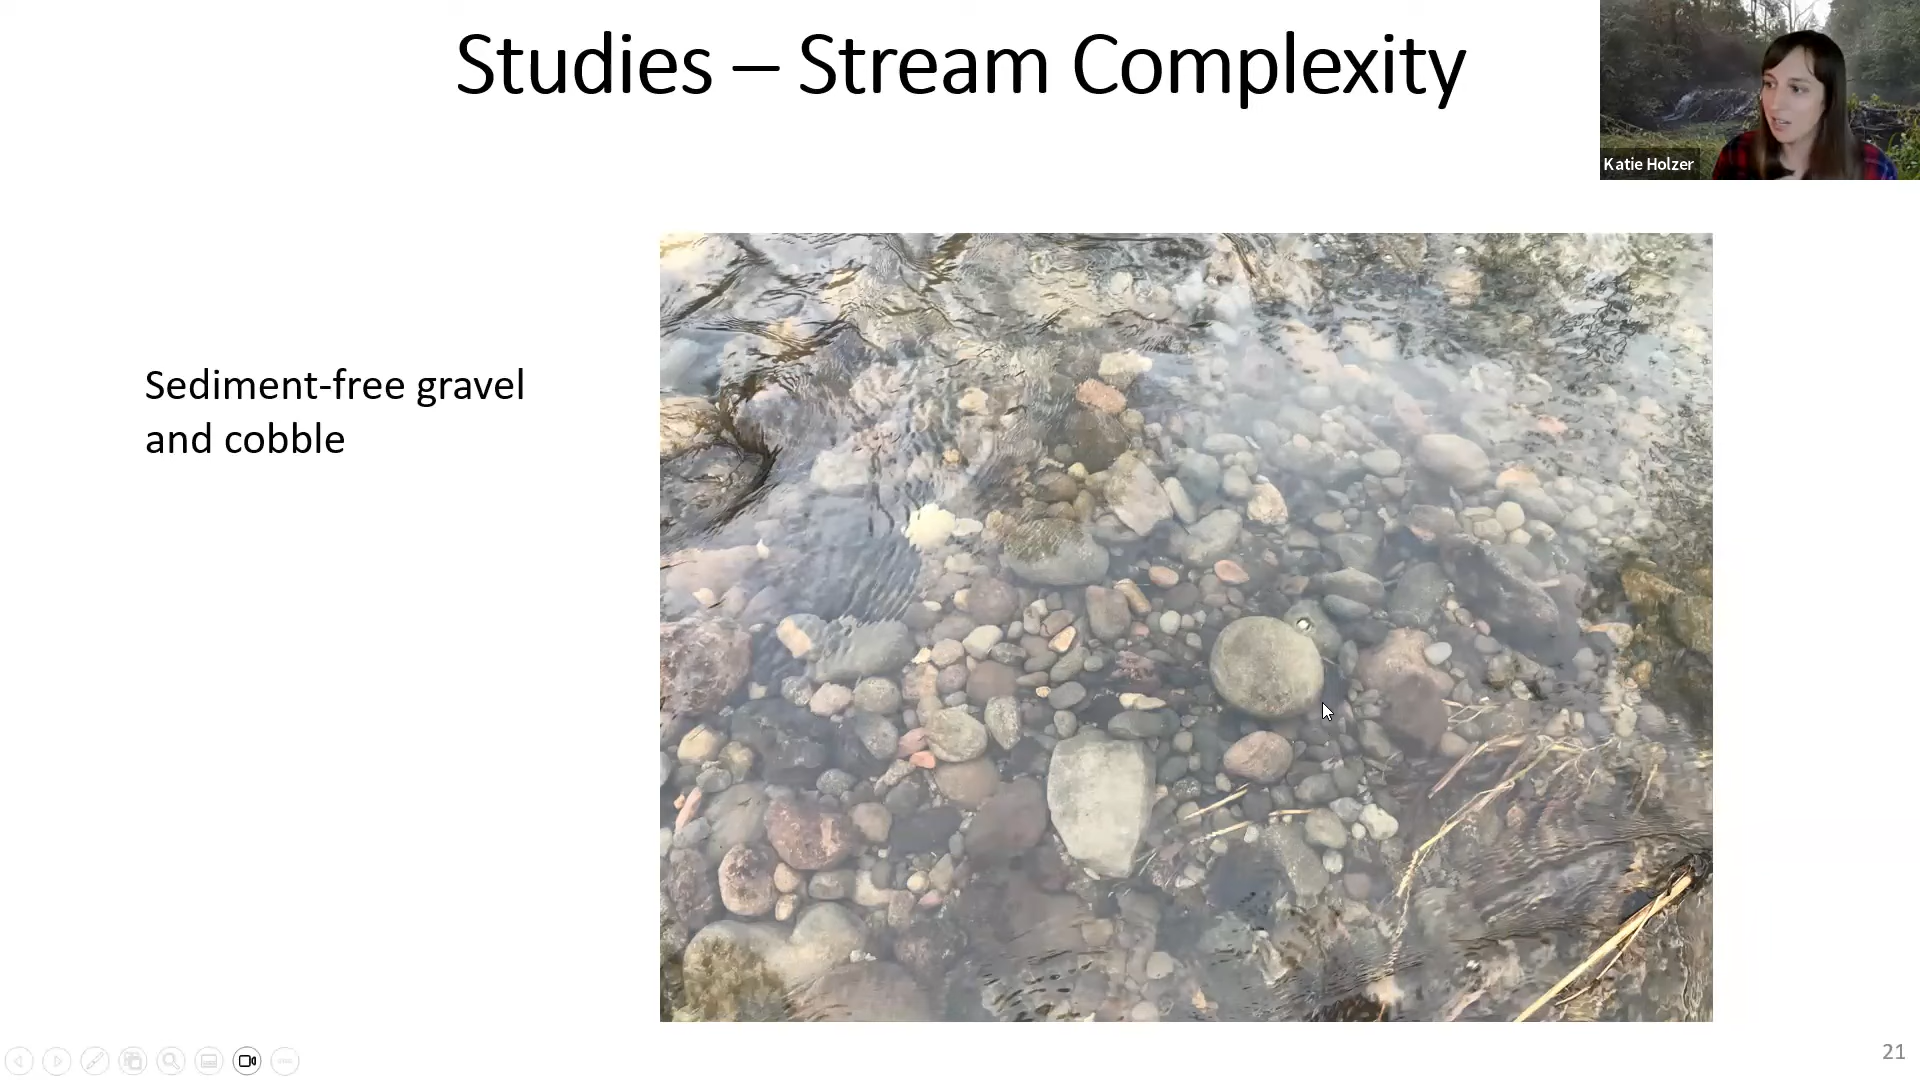 Studies – Stream Complexity
Katie Holzer
Sediment-free gravel
and cobble
21